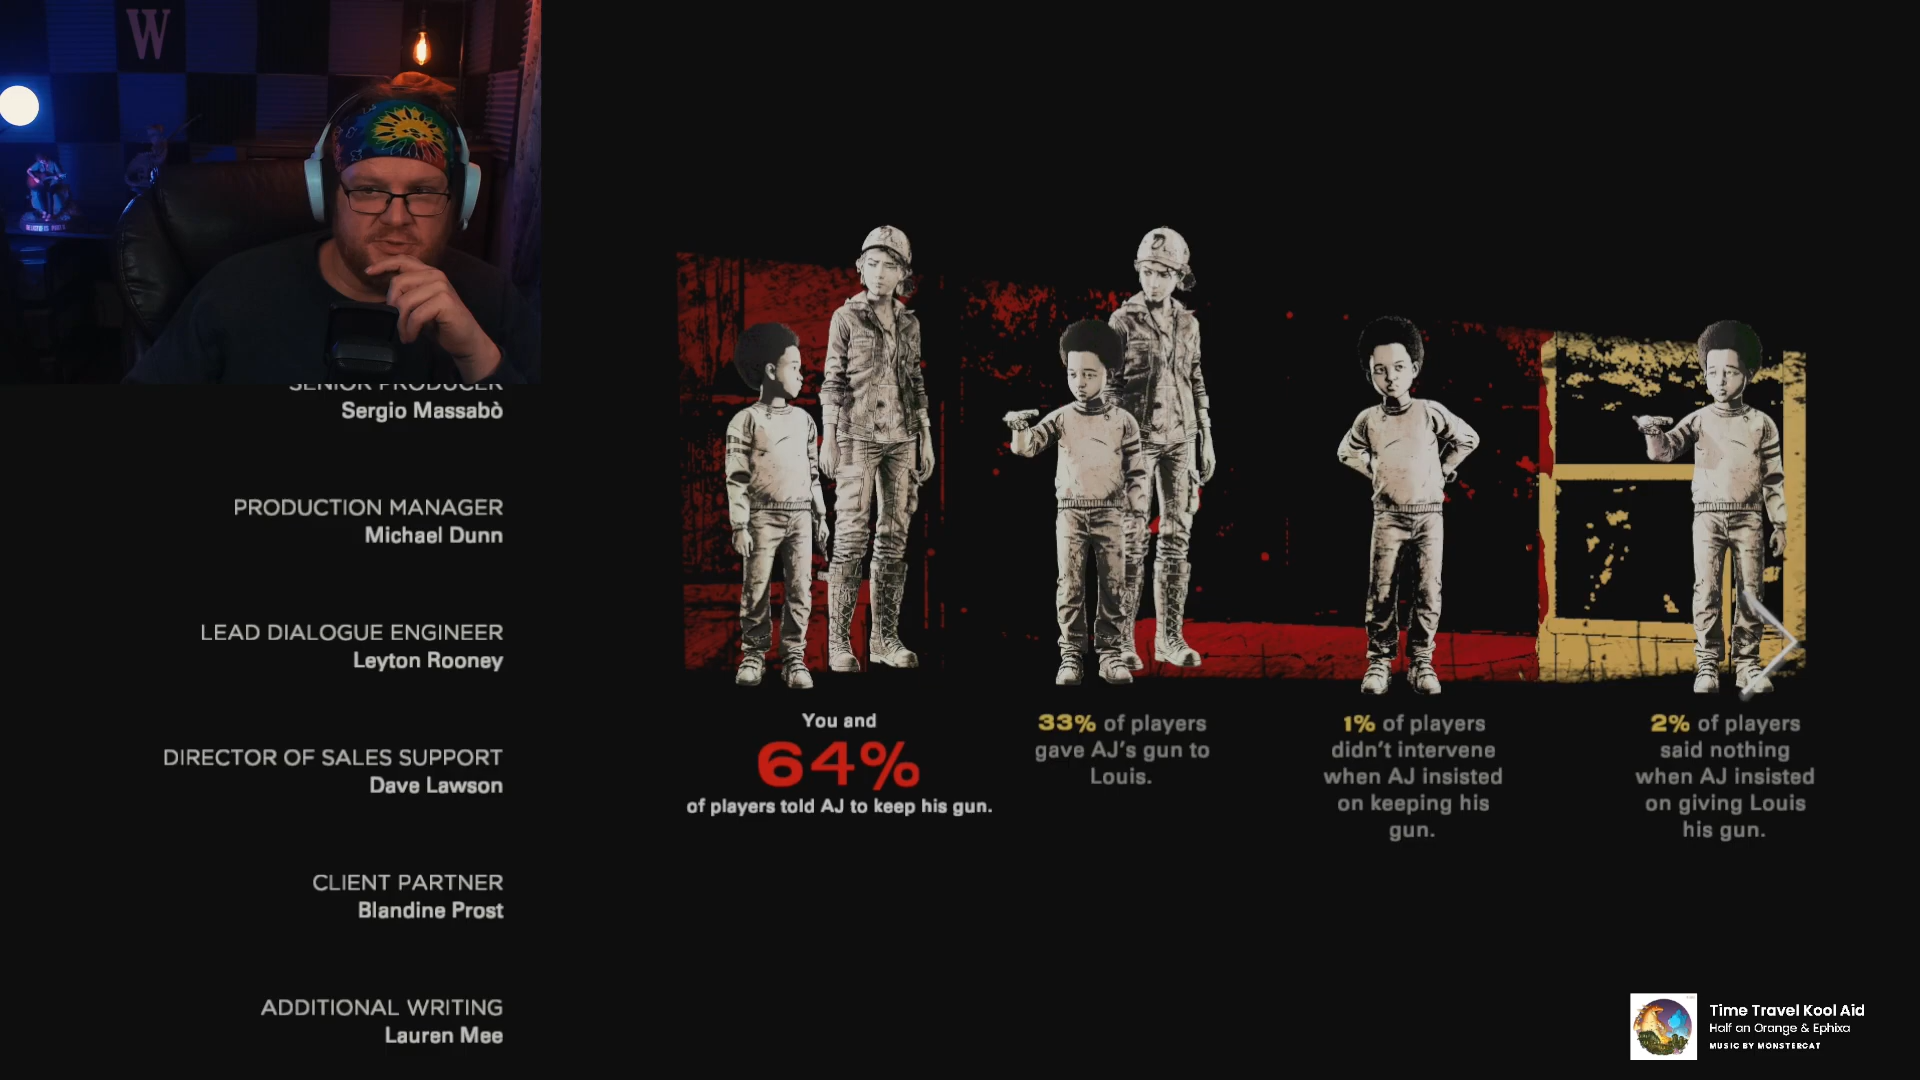 W
SENIOR PRODUCER
Sergio Massabò
PRODUCTION MANAGER
Michael Dunn
LEAD DIALOGUE ENGINEER
Leyton Rooney
DIRECTOR OF SALES SUPPORT
Dave Lawson
CLIENT PARTNER
Blandine Prost
ADDITIONAL WRITING
Lauren Mee
You and
64%
of players told AJ to keep his gun.
33% of players
gave AJ's gun to
Louis.
1% of players
didn't intervene
when AJ insisted
on keeping his
gun.
2% of players
said nothing
when AJ insisted
on giving Louis
his gun.
Time Travel Kool Aid
Half an Orange & Ephixa
MUSIC BY MONSTERCAT